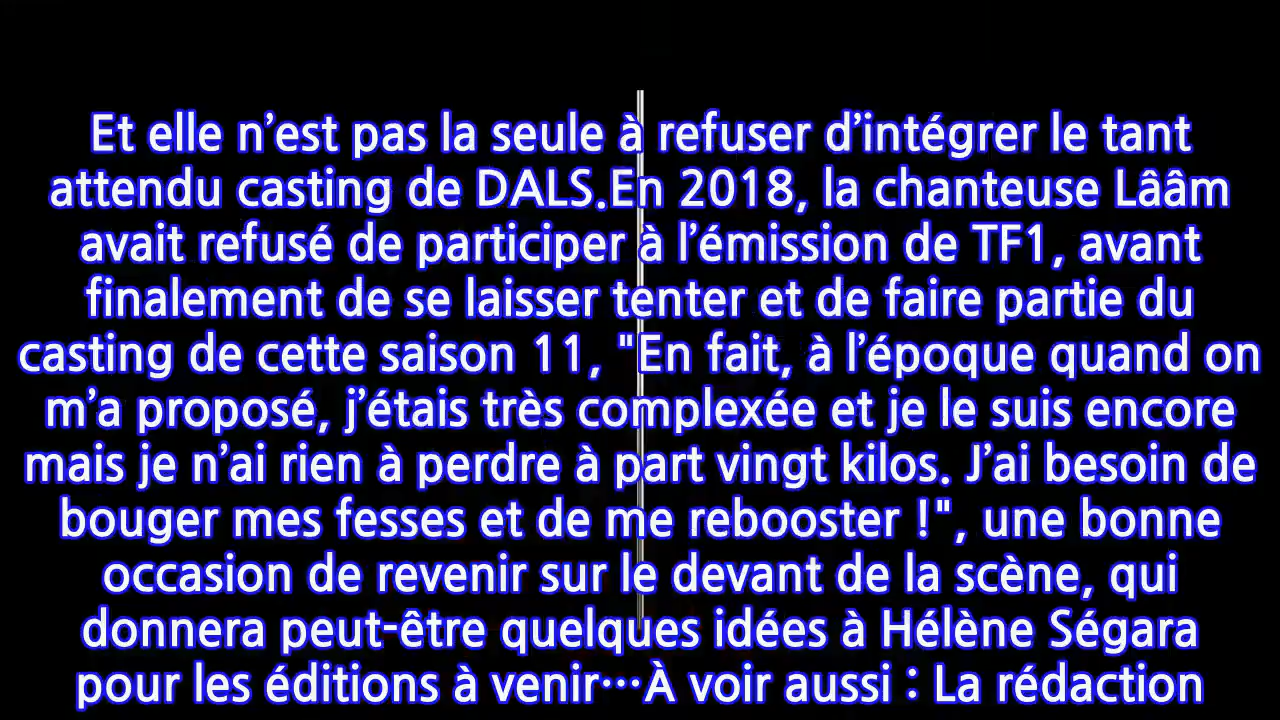 Et elle n’est pas la seule à refuser d’intégrer le tant
attendu casting de DALS.En 2018, la chanteuse Lââm
avait refusé de participer à l’émission de TF1, avant
finalement de se laisser tenter et de faire partie du
casting de cette saison 11, "En fait, à l’époque quand on
m’a proposé, j’étais très complexée et je le suis encore
mais je n’ai rien à perdre à part vingt kilos. J’ai besoin de
bouger mes fesses et de me rebooster !", une bonne
occasion de revenir sur le devant de la scène, qui
donnera peut-être quelques idées à Hélène Ségara
pour les éditions à venir…À voir aussi : La rédaction